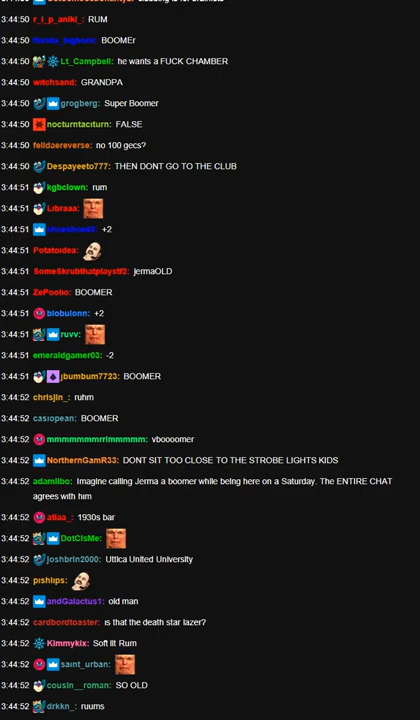 3:44:50 r_i_p_aniki_: RUM
3:44:50 BOOMEr
3:44:50 Lt_Campbell: he wants a FUCK CHAMBER
3:44:50 witchsand: GRANDPA
3:44:50 grogberg: Super Boomer
3:44:50 nocturntaciturn: FALSE
3:44:50 felldaereverse: no 100 gecs?
3:44:50 Despayeeto777: THEN DONT GO TO THE CLUB
3:44:51 kgbclown: rum
3:44:51 Libraaa:
3:44:51 shoeshoe42: +2
3:44:51 Potatoidea:
3:44:51 SomeSkrubthatplaystf2: jermaOLD
3:44:51 ZePoolio: BOOMER
3:44:51 blobulonn: +2
3:44:51 ruvv:
3:44:51 emeraldgamer03: -2
3:44:51 jbumbum7723: BOOMER
3:44:52 chrisjin_: ruhm
3:44:52 casiopean: BOOMER
3:44:52 vboooomer
3:44:52 NorthernGamR33: DONT SIT TOO CLOSE TO THE STROBE LIGHTS KIDS
3:44:52 adamlibo: Imagine calling Jerma a boomer while being here on a Saturday. The ENTIRE CHAT
agrees with him
3:44:52 atiaa_: 1930s bar
3:44:52 DotCisMe:
3:44:52 joshbrin2000: Uttica United University
3:44:52 pishlips:
3:44:52 andGalactus1: old man
3:44:52 cardbordtoaster: is that the death star lazer?
3:44:52 Kimmykix: Soft lit Rum
3:44:52 saint_urban:
3:44:52 cousin__roman: SO OLD
3:44:52 drkkn_: ruums